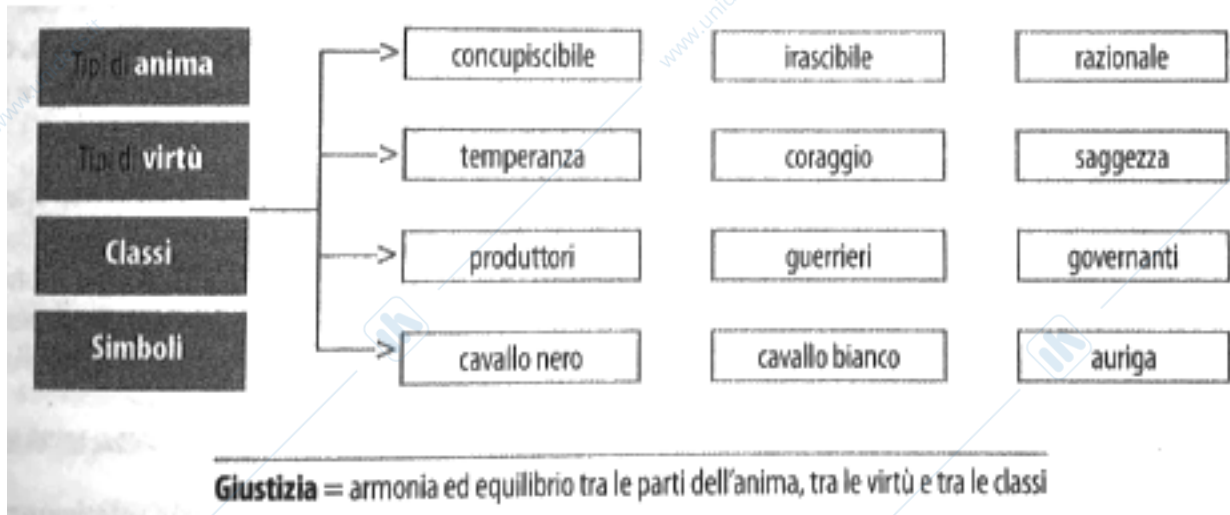 Tipi di anima
concupiscibile irascibile razionale
Tipi di virtù
temperanza coraggio saggezza
Classi
produttori guerrieri governanti
Simboli
cavallo nero cavallo bianco auriga
Giustizia = armonia ed equilibrio tra le parti dell'anima, tra le virtù e tra le classi